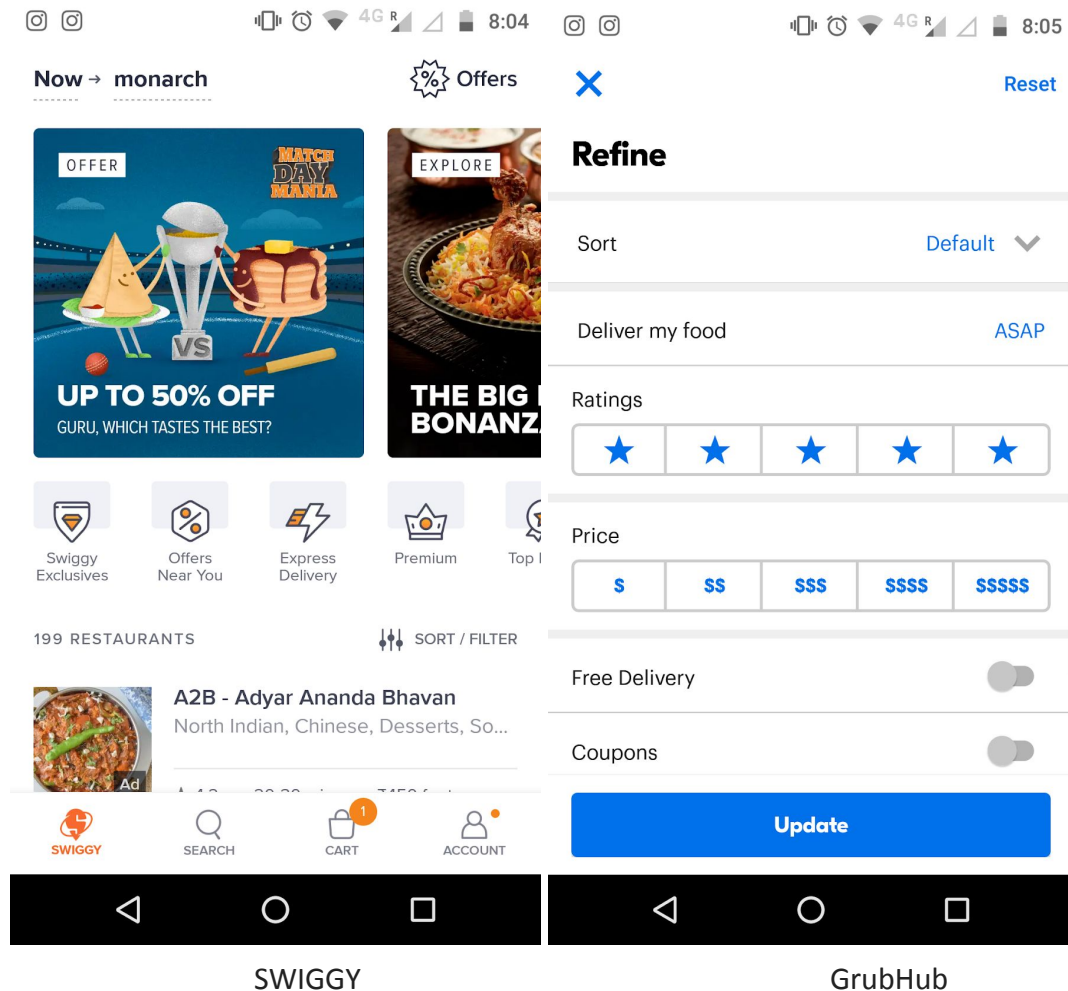 4G R 8:04
Now → monarch
Offers
OFFER
MATCH
DAY
MANIA
VS
UP TO 50% OFF
GURU, WHICH TASTES THE BEST?
EXPLORE
THE BIG
BONANZ
Swiggy
Exclusives
Offers
Near You
Express
Delivery
Premium
Top
199 RESTAURANTS
SORT / FILTER
A2B - Adyar Ananda Bhavan
North Indian, Chinese, Desserts, So...
Ad
SWIGGY
SEARCH
1
CART
ACCOUNT
SWIGGY
4G R 8:05
Reset
Refine
Sort
Default
Deliver my food
ASAP
Ratings
Price
$ $$ $$$ $$$$ $$$$$
Free Delivery
Coupons
Update
GrubHub